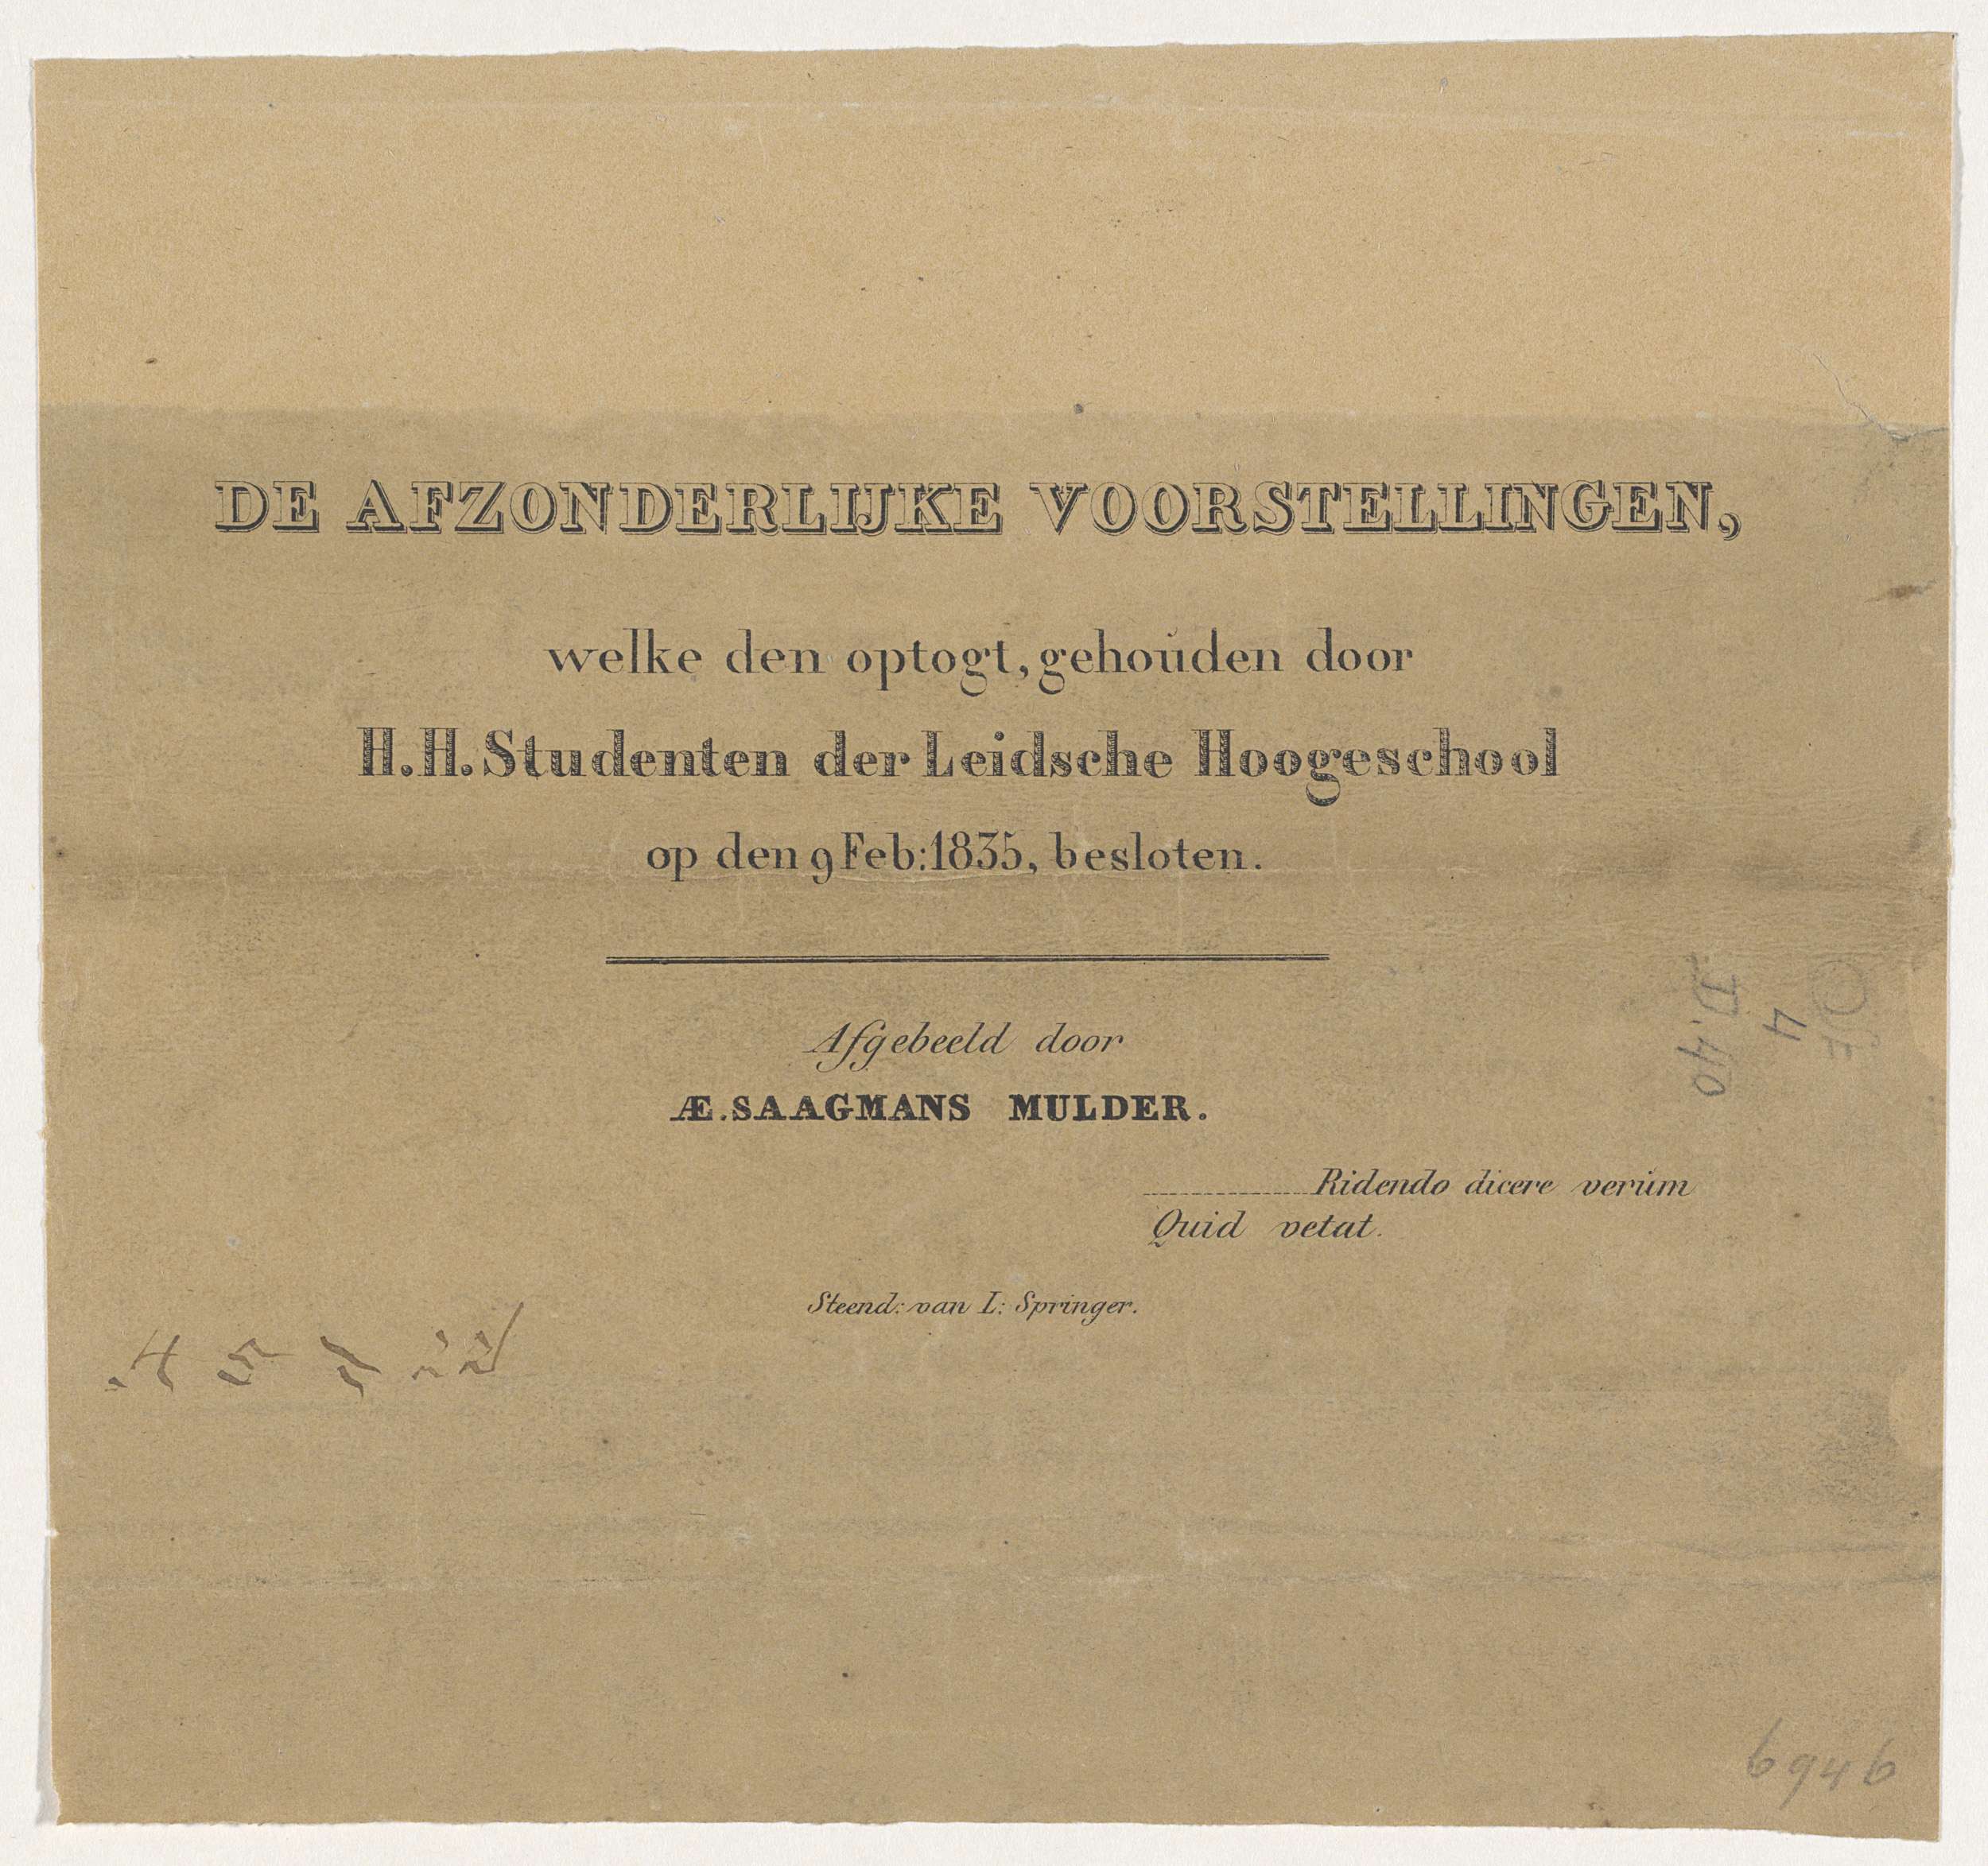 DE AFZONDERLIJKE VOORSTELLINGEN,
welke den optogt, gehouden door
H.H. Studenten der Leidsche Hoogeschool
op den 9 Feb: 1835, besloten.
Afgebeeld door
Æ. SAAGMANS MULDER.
Ridendo dicere verum
Quid vetat.
Steend: van L: Springer.
4
6946